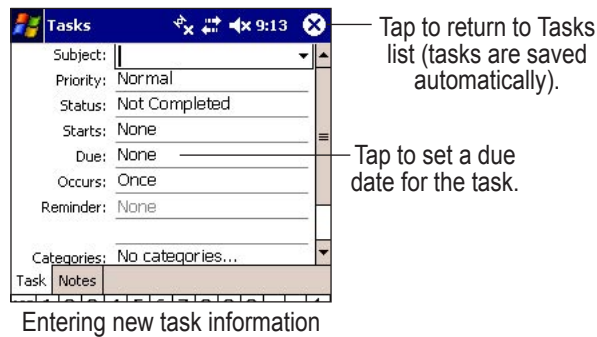 Tasks 9:13
Tap to return to Tasks
list (tasks are saved
automatically).
Subject:
Priority: Normal
Status: Not Completed
Starts: None
Due: None
Tap to set a due
date for the task.
Occurs: Once
Reminder: None
Categories: No categories...
Task Notes
Entering new task information